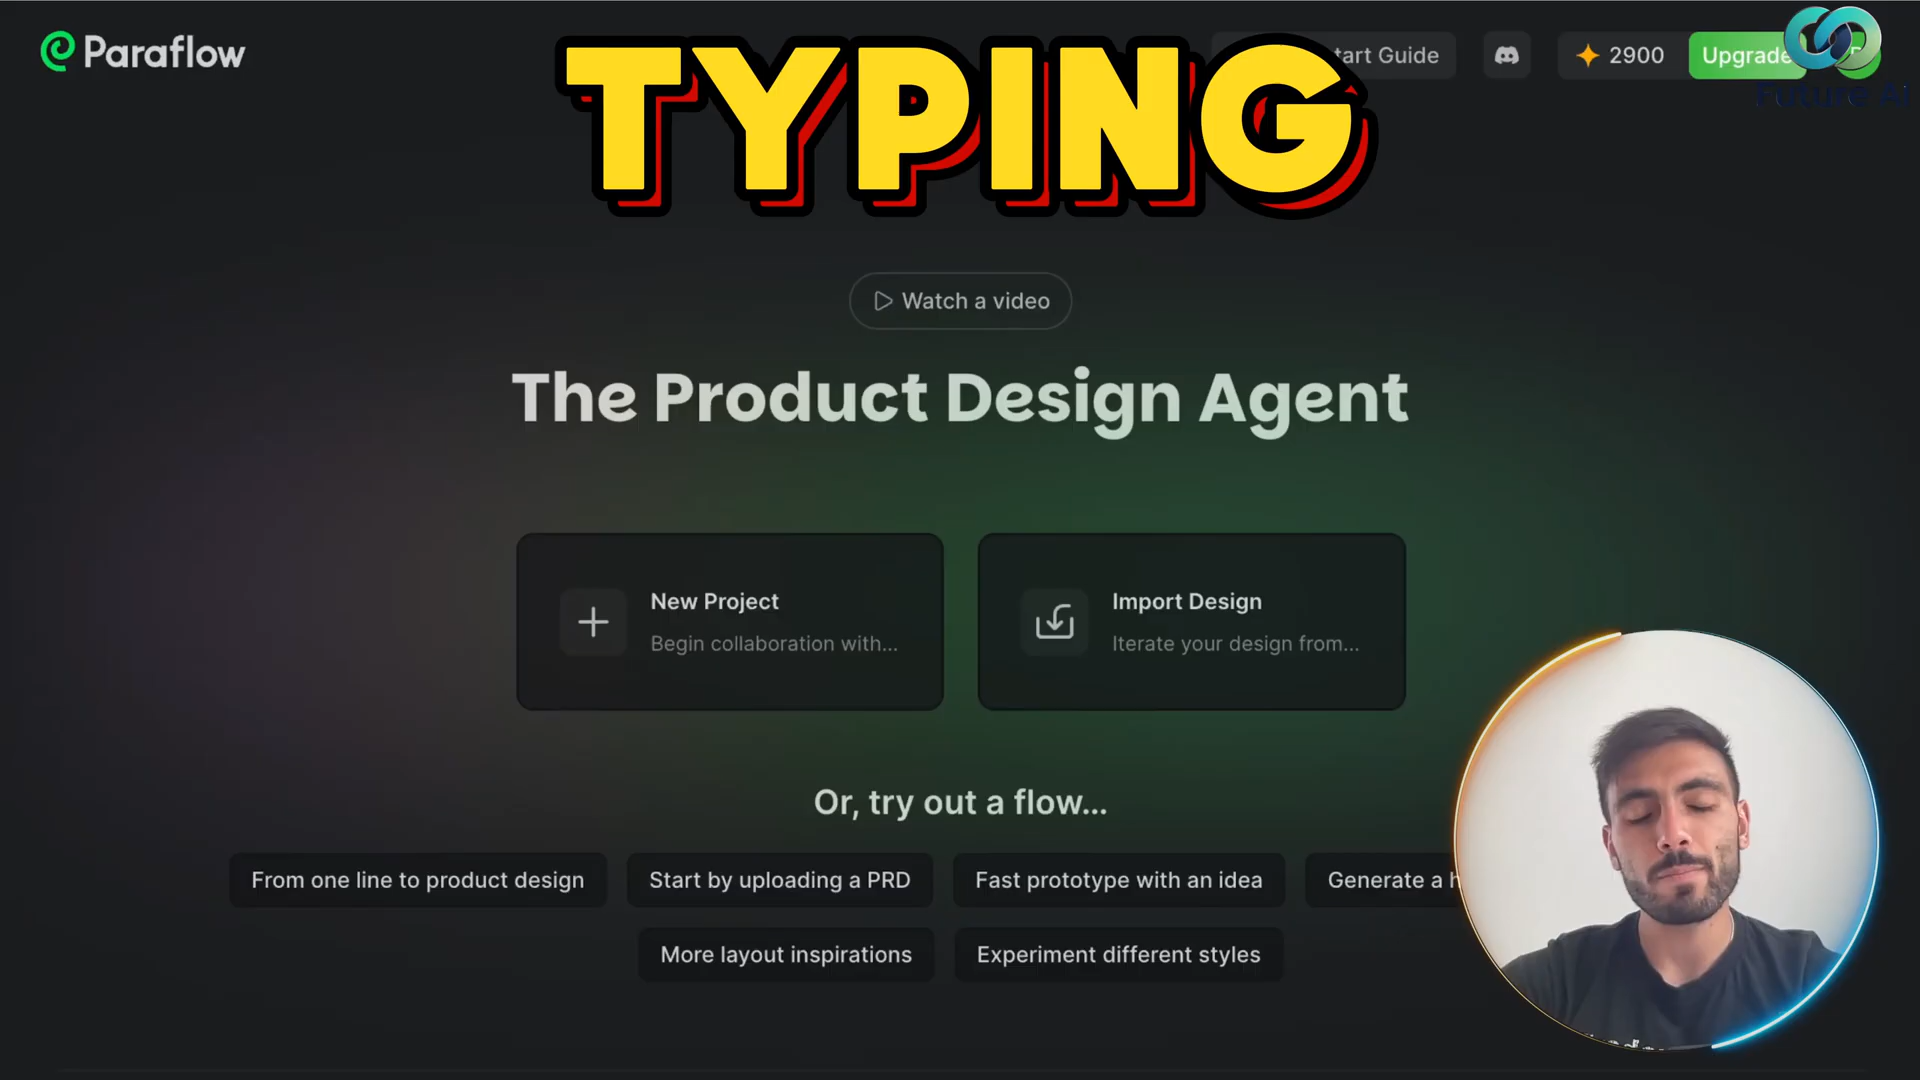 Paraflow
TYPING
tart Guide
2900
Upgrade
Future AI
Watch a video
The Product Design Agent
New Project
Begin collaboration with...
Import Design
Iterate your design from...
Or, try out a flow...
From one line to product design
Start by uploading a PRD
Fast prototype with an idea
Generate a h
More layout inspirations
Experiment different styles